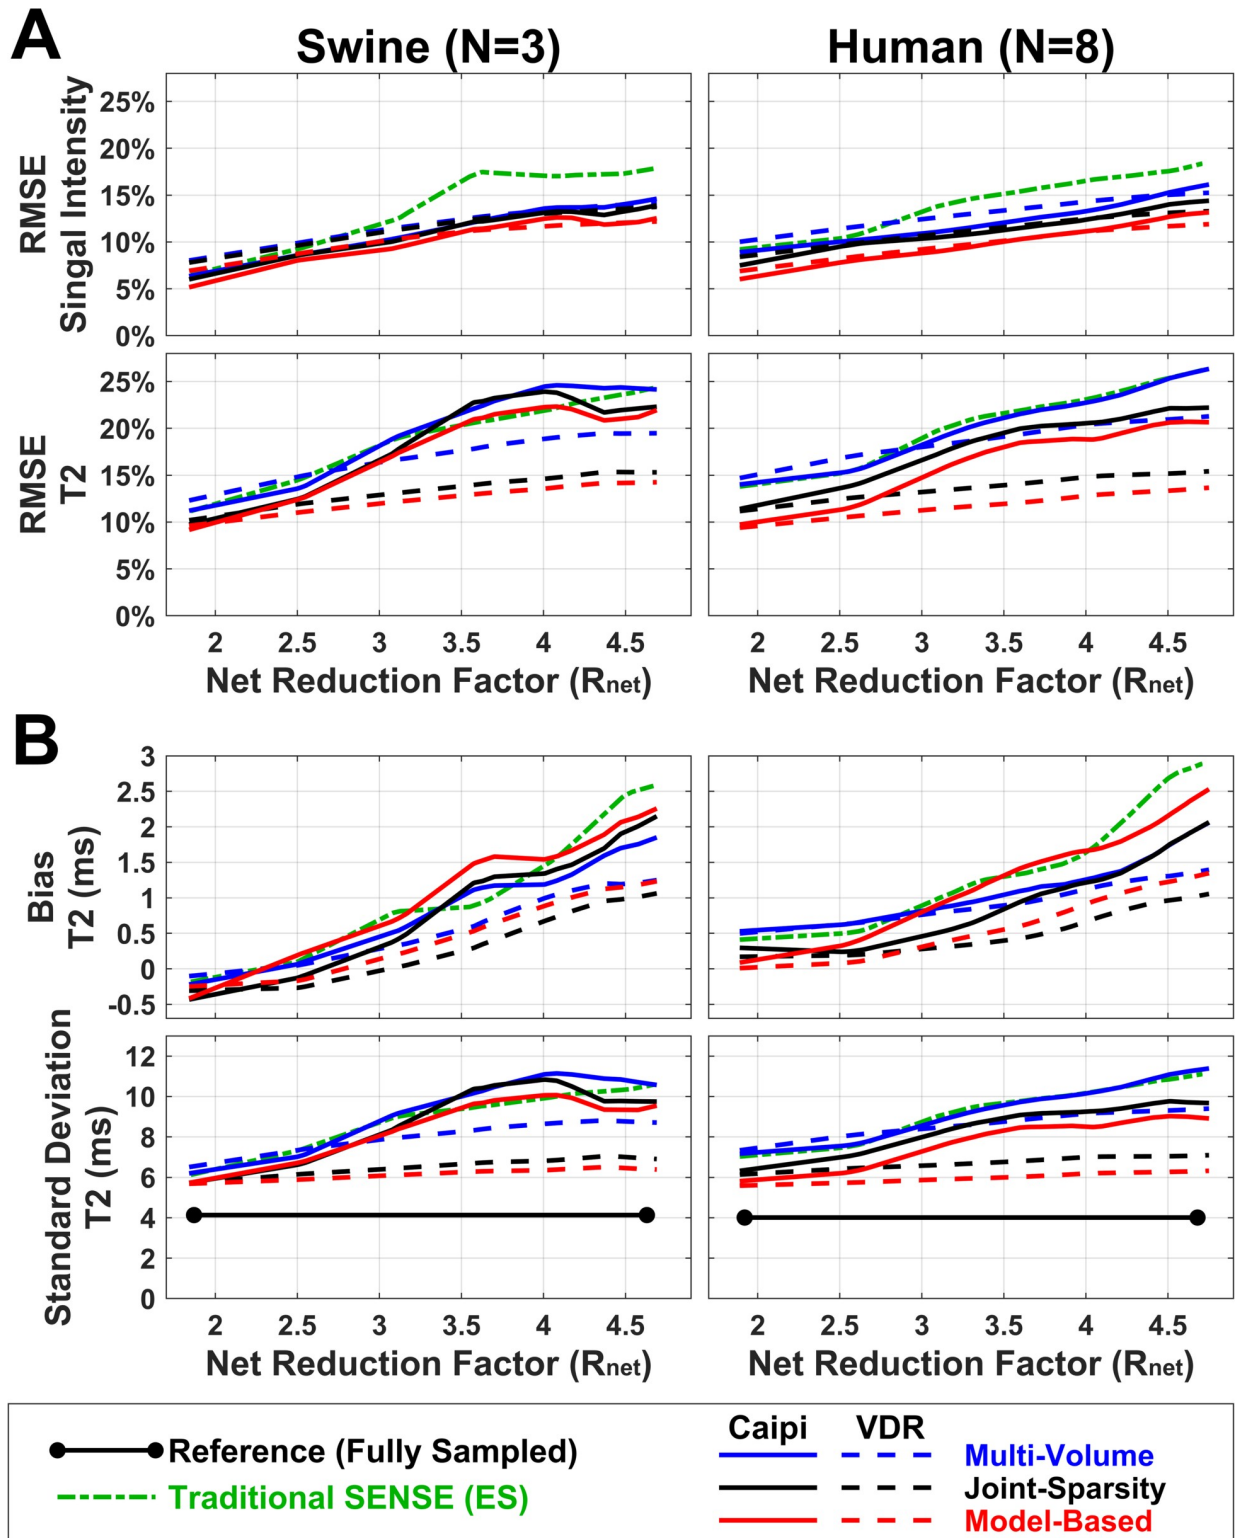 A
Swine (N=3)
Human (N=8)
RMSE
Singal Intensity
25%
20%
15%
10%
5%
0%
RMSE
T2
25%
20%
15%
10%
5%
0%
2 2.5 3 3.5 4 4.5
2 2.5 3 3.5 4 4.5
Net Reduction Factor (Rnet)
Net Reduction Factor (Rnet)
B
Bias
T2 (ms)
3
2.5
2
1.5
1
0.5
0
-0.5
Standard Deviation
T2 (ms)
12
10
8
6
4
2
0
2 2.5 3 3.5 4 4.5
2 2.5 3 3.5 4 4.5
Net Reduction Factor (Rnet)
Net Reduction Factor (Rnet)
Reference (Fully Sampled)
Traditional SENSE (ES)
Caipi VDR
Multi-Volume
Joint-Sparsity
Model-Based